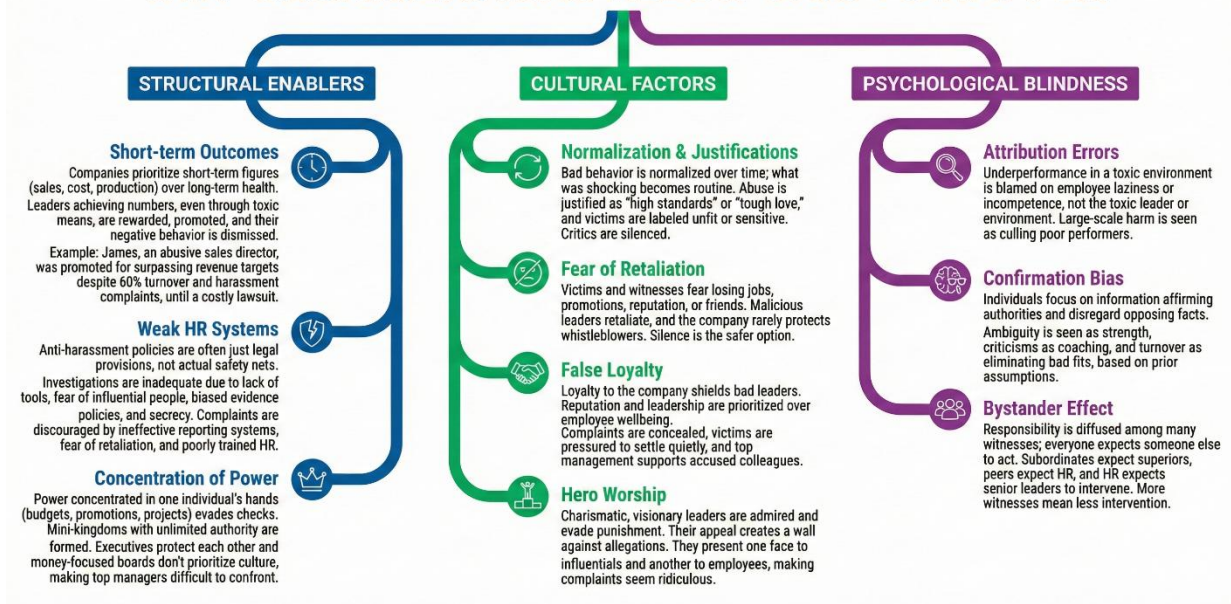 STRUCTURAL ENABLERS
Short-term Outcomes
Companies prioritize short-term figures
(sales, cost, production) over long-term health.
Leaders achieving numbers, even through toxic
means, are rewarded, promoted, and their
negative behavior is dismissed.
Example: James, an abusive sales director,
was promoted for surpassing revenue targets
despite 60% turnover and harassment
complaints, until a costly lawsuit.
Weak HR Systems
Anti-harassment policies are often just legal
provisions, not actual safety nets.
Investigations are inadequate due to lack of
tools, fear of influential people, biased evidence
policies, and secrecy. Complaints are
discouraged by ineffective reporting systems,
fear of retaliation, and poorly trained HR.
Concentration of Power
Power concentrated in one individual's hands
(budgets, promotions, projects) evades checks.
Mini-kingdoms with unlimited authority are
formed. Executives protect each other and
money-focused boards don't prioritize culture,
making top managers difficult to confront.
CULTURAL FACTORS
Normalization & Justifications
Bad behavior is normalized over time; what
was shocking becomes routine. Abuse is
justified as “high standards” or “tough love,”
and victims are labeled unfit or sensitive.
Critics are silenced.
Fear of Retaliation
Victims and witnesses fear losing jobs,
promotions, reputation, or friends. Malicious
leaders retaliate, and the company rarely protects
whistleblowers. Silence is the safer option.
False Loyalty
Loyalty to the company shields bad leaders.
Reputation and leadership are prioritized over
employee wellbeing.
Complaints are concealed, victims are
pressured to settle quietly, and top
management supports accused colleagues.
Hero Worship
Charismatic, visionary leaders are admired and
evade punishment. Their appeal creates a wall
against allegations. They present one face to
influentials and another to employees, making
complaints seem ridiculous.
PSYCHOLOGICAL BLINDNESS
Attribution Errors
Underperformance in a toxic environment
is blamed on employee laziness or
incompetence, not the toxic leader or
environment. Large-scale harm is seen
as culling poor performers.
Confirmation Bias
Individuals focus on information affirming
authorities and disregard opposing facts.
Ambiguity is seen as strength,
criticisms as coaching, and turnover as
eliminating bad fits, based on prior
assumptions.
Bystander Effect
Responsibility is diffused among many
witnesses; everyone expects someone else
to act. Subordinates expect superiors,
peers expect HR, and HR expects
senior leaders to intervene. More
witnesses mean less intervention.